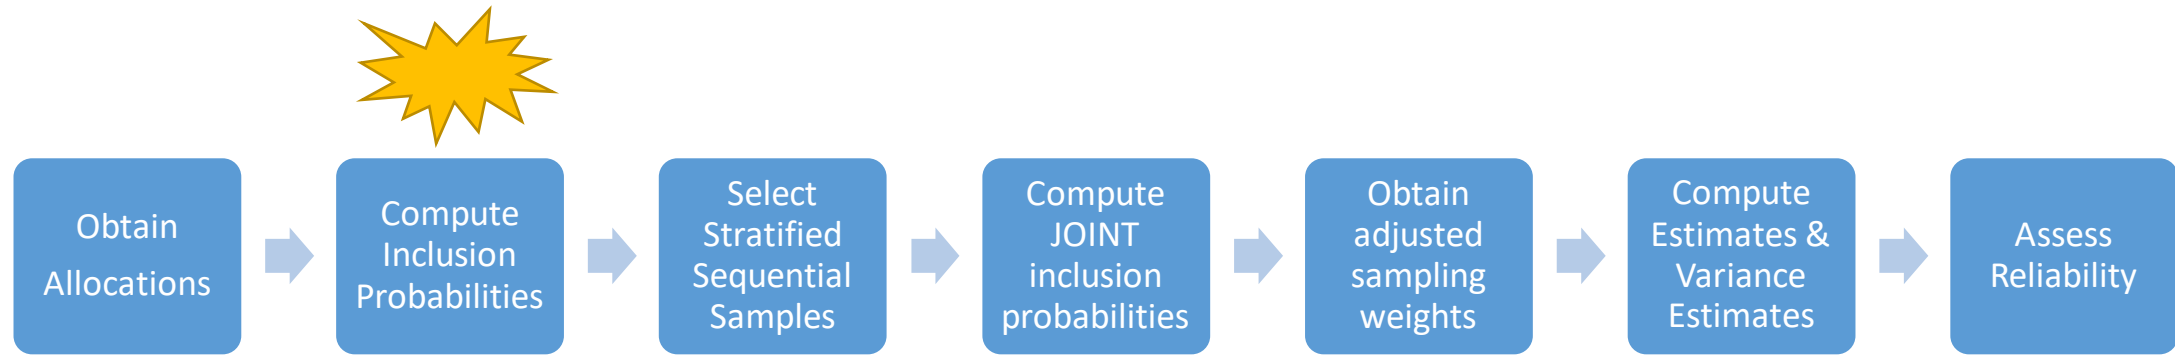 Obtain
Allocations
Compute
Inclusion
Probabilities
Select
Stratified
Sequential
Samples
Compute
JOINT
inclusion
probabilities
Obtain
adjusted
sampling
weights
Compute
Estimates &
Variance
Estimates
Assess
Reliability